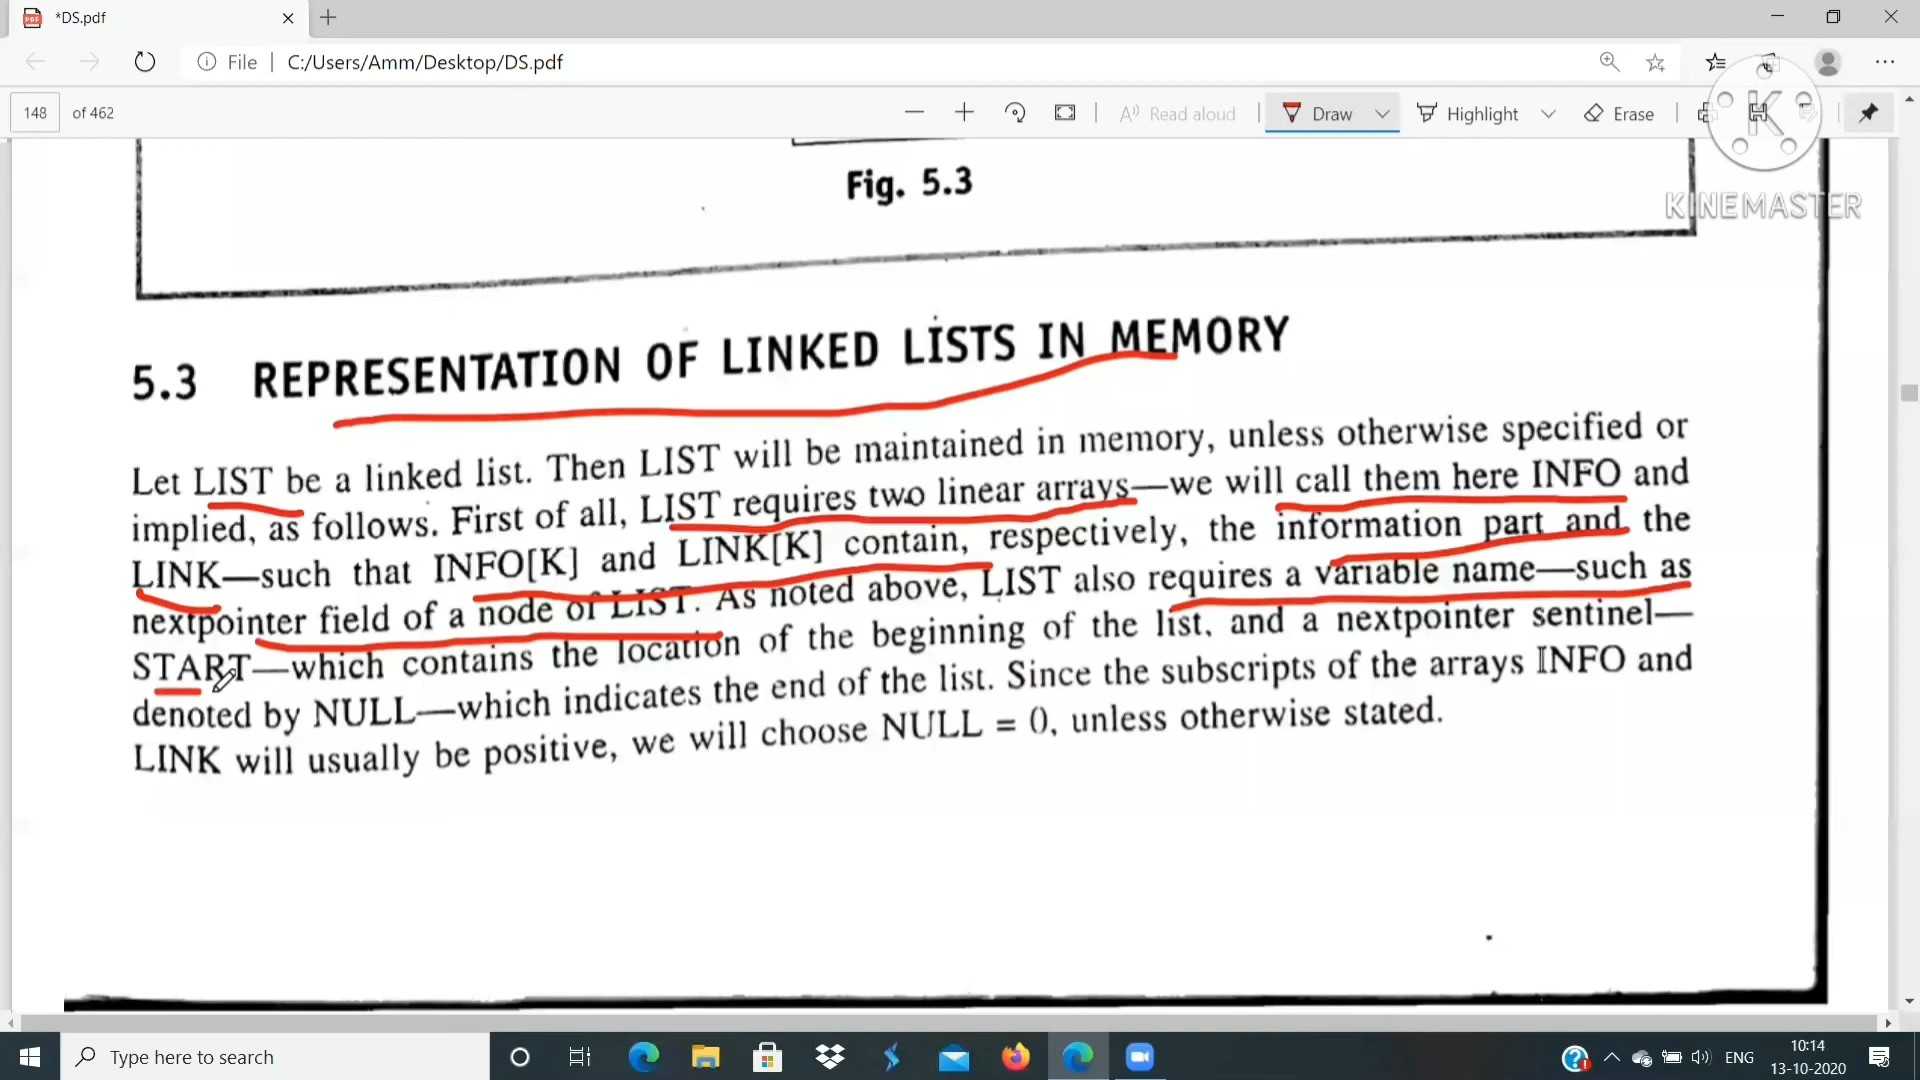 *DS.pdf
File
C:/Users/Amm/Desktop/DS.pdf
148 of 462
Read aloud
Draw
Highlight
Erase
K
KINEMASTER
Fig. 5.3
5.3 REPRESENTATION OF LINKED LISTS IN MEMORY
Let LIST be a linked list. Then LIST will be maintained in memory, unless otherwise specified or
implied, as follows. First of all, LIST requires two linear arrays—we will call them here INFO and
LINK—such that INFO[K] and LINK[K] contain, respectively, the information part and the
nextpointer field of a node of LIST. As noted above, LIST also requires a variable name—such as
START—which contains the location of the beginning of the list, and a nextpointer sentinel—
denoted by NULL—which indicates the end of the list. Since the subscripts of the arrays INFO and
LINK will usually be positive, we will choose NULL = 0, unless otherwise stated.
Type here to search
ENG
10:14
13-10-2020